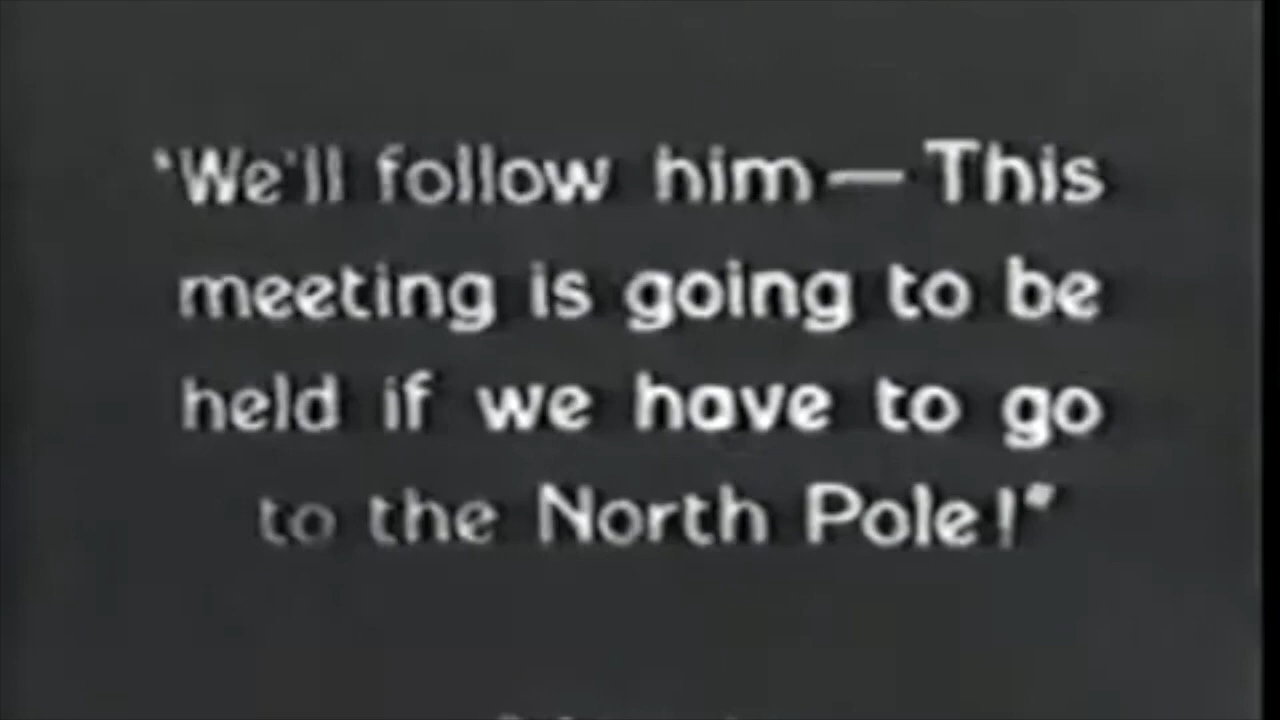 "We'll follow him — This
meeting is going to be
held if we have to go
to the North Pole!"